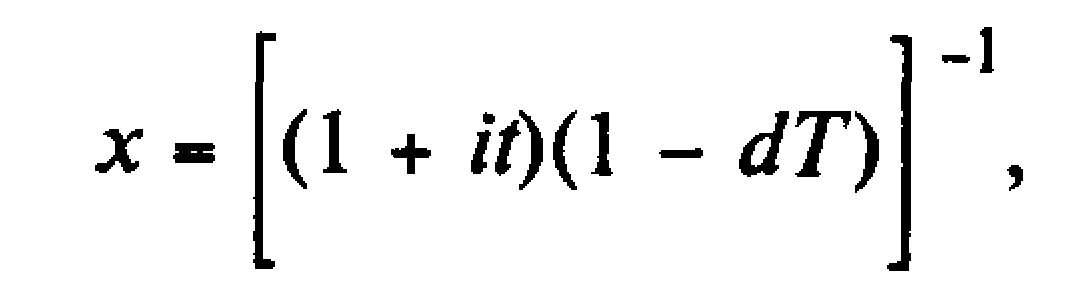 x = [(1 + it)(1 − dT)]⁻¹,